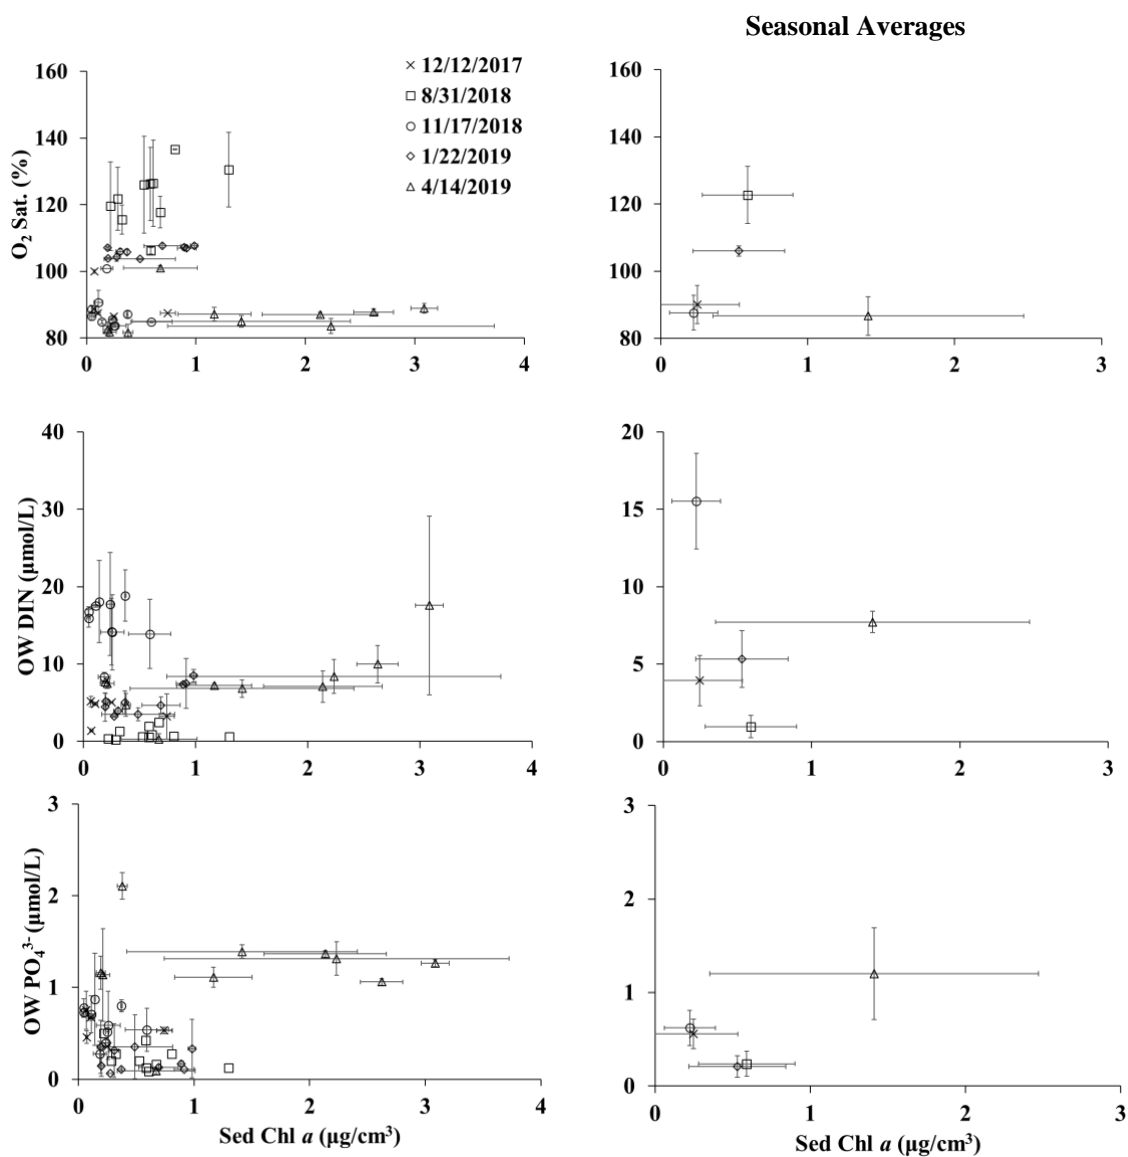 Seasonal Averages
12/12/2017
8/31/2018
11/17/2018
1/22/2019
4/14/2019
O2 Sat. (%)
160
140
120
100
80
0 1 2 3 4
160
140
120
100
80
0 1 2 3
OW DIN (µmol/L)
40
30
20
10
0
0 1 2 3 4
20
15
10
5
0
0 1 2 3
OW PO4³⁻ (µmol/L)
3
2
1
0
0 1 2 3 4
Sed Chl a (µg/cm³)
3
2
1
0
0 1 2 3
Sed Chl a (µg/cm³)